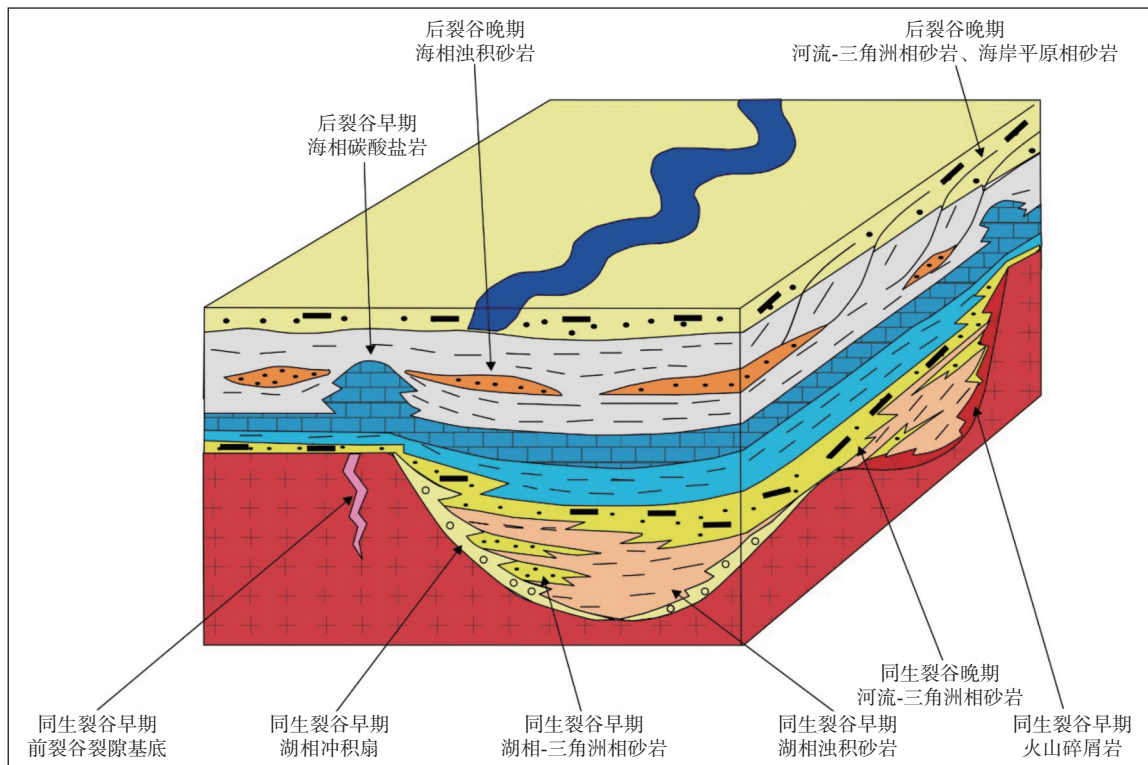 后裂谷晚期
海相浊积砂岩
后裂谷晚期
河流-三角洲相砂岩、海岸平原相砂岩
后裂谷早期
海相碳酸盐岩
同生裂谷晚期
河流-三角洲相砂岩
同生裂谷早期
前裂谷裂隙基底
同生裂谷早期
湖相冲积扇
同生裂谷早期
湖相-三角洲相砂岩
同生裂谷早期
湖相浊积砂岩
同生裂谷早期
火山碎屑岩